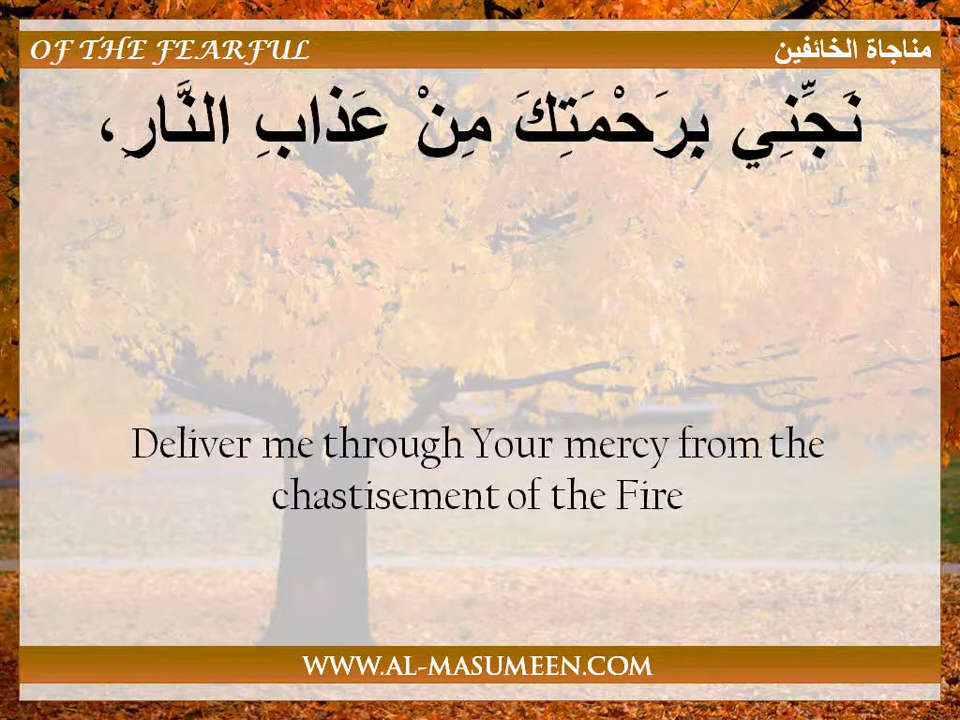 OF THE FEARFUL
مناجاة الخائفين
نَجِّنِي بِرَحْمَتِكَ مِنْ عَذابِ النَّارِ،
Deliver me through Your mercy from the
chastisement of the Fire
WWW.AL-MASUMEEN.COM